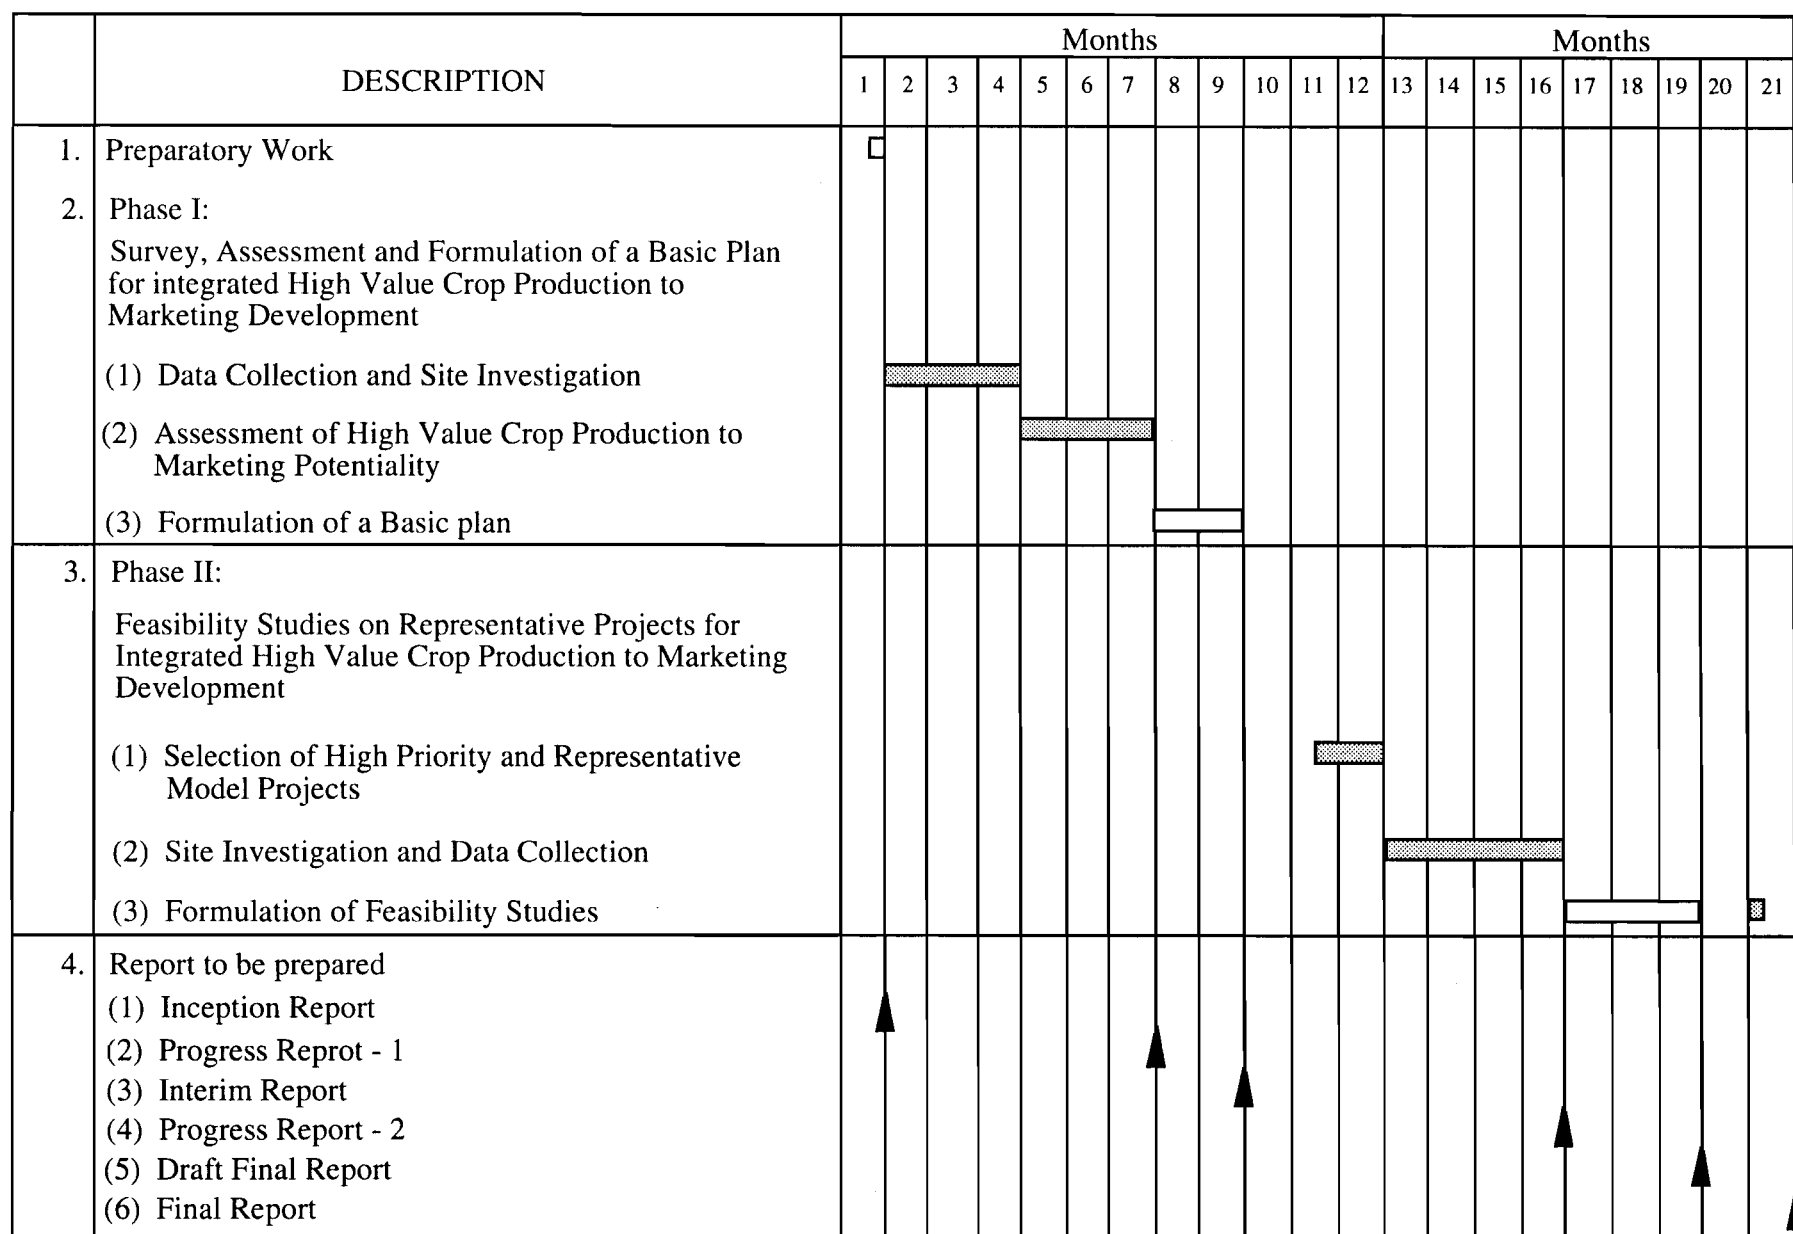 Months Months
DESCRIPTION
1 2 3 4 5 6 7 8 9 10 11 12 13 14 15 16 17 18 19 20 21
1. Preparatory Work
2. Phase I:
Survey, Assessment and Formulation of a Basic Plan
for integrated High Value Crop Production to
Marketing Development
(1) Data Collection and Site Investigation
(2) Assessment of High Value Crop Production to
Marketing Potentiality
(3) Formulation of a Basic plan
3. Phase II:
Feasibility Studies on Representative Projects for
Integrated High Value Crop Production to Marketing
Development
(1) Selection of High Priority and Representative
Model Projects
(2) Site Investigation and Data Collection
(3) Formulation of Feasibility Studies
4. Report to be prepared
(1) Inception Report
(2) Progress Reprot - 1
(3) Interim Report
(4) Progress Report - 2
(5) Draft Final Report
(6) Final Report